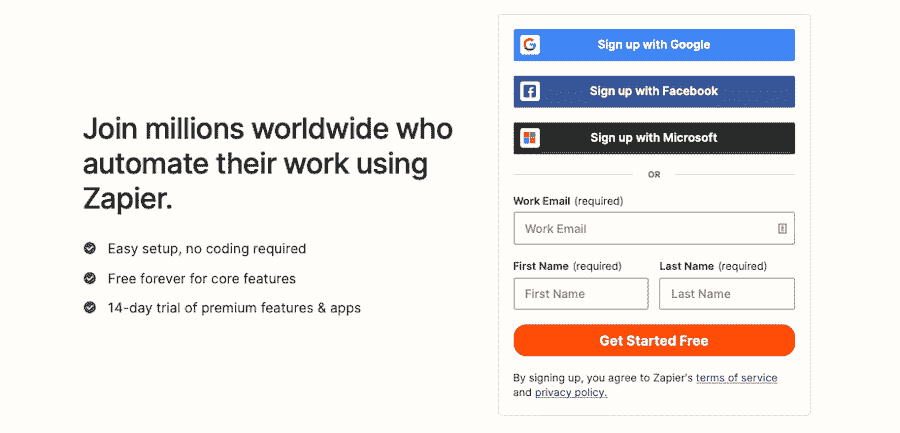 Join millions worldwide who
automate their work using
Zapier.
Easy setup, no coding required
Free forever for core features
14-day trial of premium features & apps
Sign up with Google
Sign up with Facebook
Sign up with Microsoft
OR
Work Email (required)
Work Email
First Name (required) Last Name (required)
First Name Last Name
Get Started Free
By signing up, you agree to Zapier's terms of service
and privacy policy.